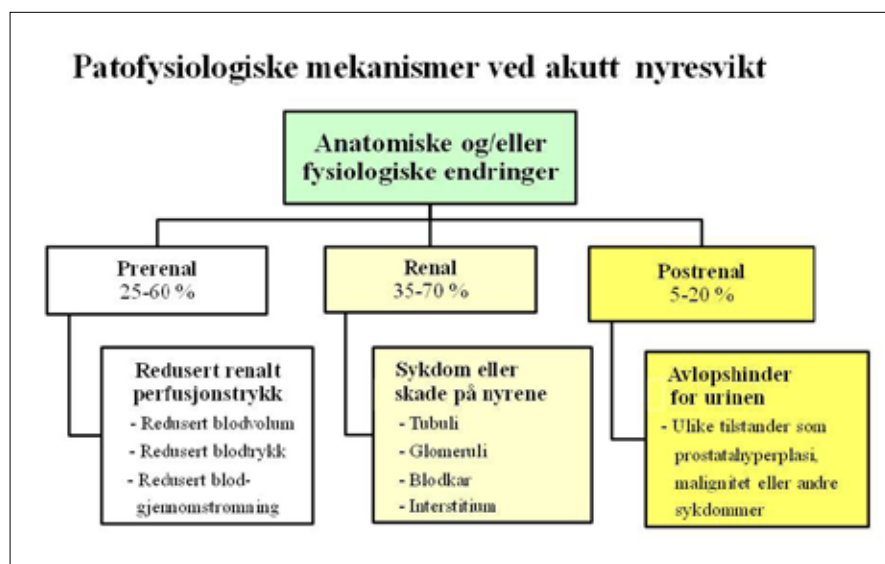 Patofysiologiske mekanismer ved akutt nyresvikt
Anatomiske og/eller
fysiologiske endringer
Prerenal
25-60 %
Redusert renalt
perfusjonstrykk
- Redusert blodvolum
- Redusert blodtrykk
- Redusert blod-
gjennomstromning
Renal
35-70 %
Sykdom eller
skade på nyrene
- Tubuli
- Glomeruli
- Blodkar
- Interstitium
Postrenal
5-20 %
Avlopshinder
for urinen
- Ulike tilstander som
prostatahyperplasi,
malignitet eller andre
sykdommer